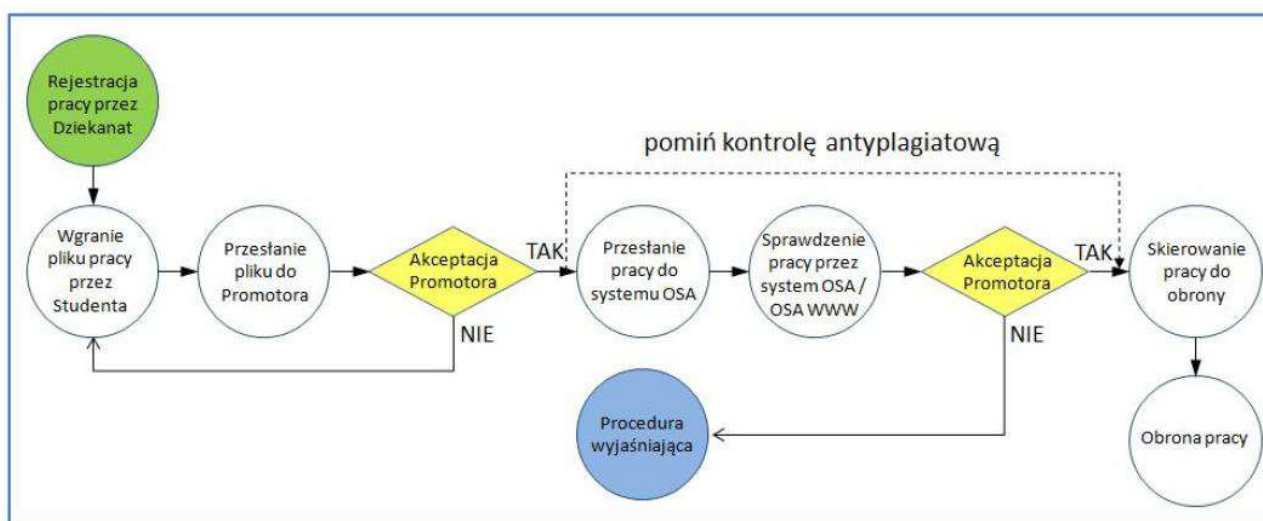 Rejestracja
pracy przez
Dziekanat
pomiń kontrolę antyplagiatową
Wgranie
pliku pracy
przez
Studenta
Przesłanie
pliku do
Promotora
Akceptacja
Promotora
TAK
NIE
Przesłanie
pracy do
systemu OSA
Sprawdzenie
pracy przez
system OSA /
OSA WWW
Akceptacja
Promotora
TAK
NIE
Skierowanie
pracy do
obrony
Procedura
wyjaśniająca
Obrona pracy